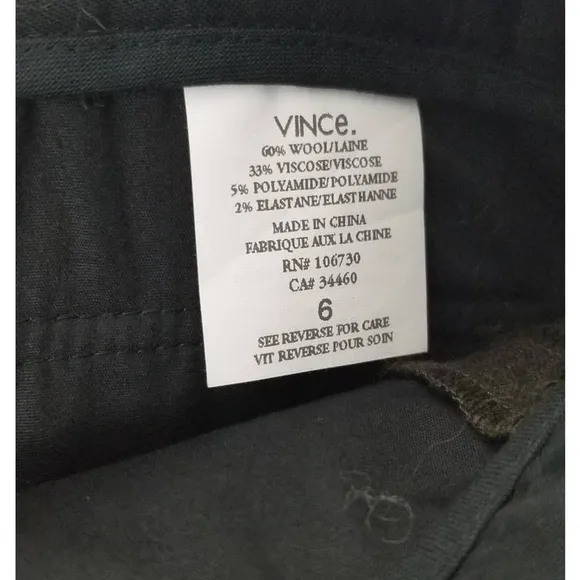 VINCe.
60% WOOL/LAINE
33% VISCOSE/VISCOSE
5% POLYAMIDE/POLYAMIDE
2% ELASTANE/ELASTHANNE
MADE IN CHINA
FABRIQUE AUX LA CHINE
RN# 106730
CA# 34460
6
SEE REVERSE FOR CARE
VIT REVERSE POUR SOIN